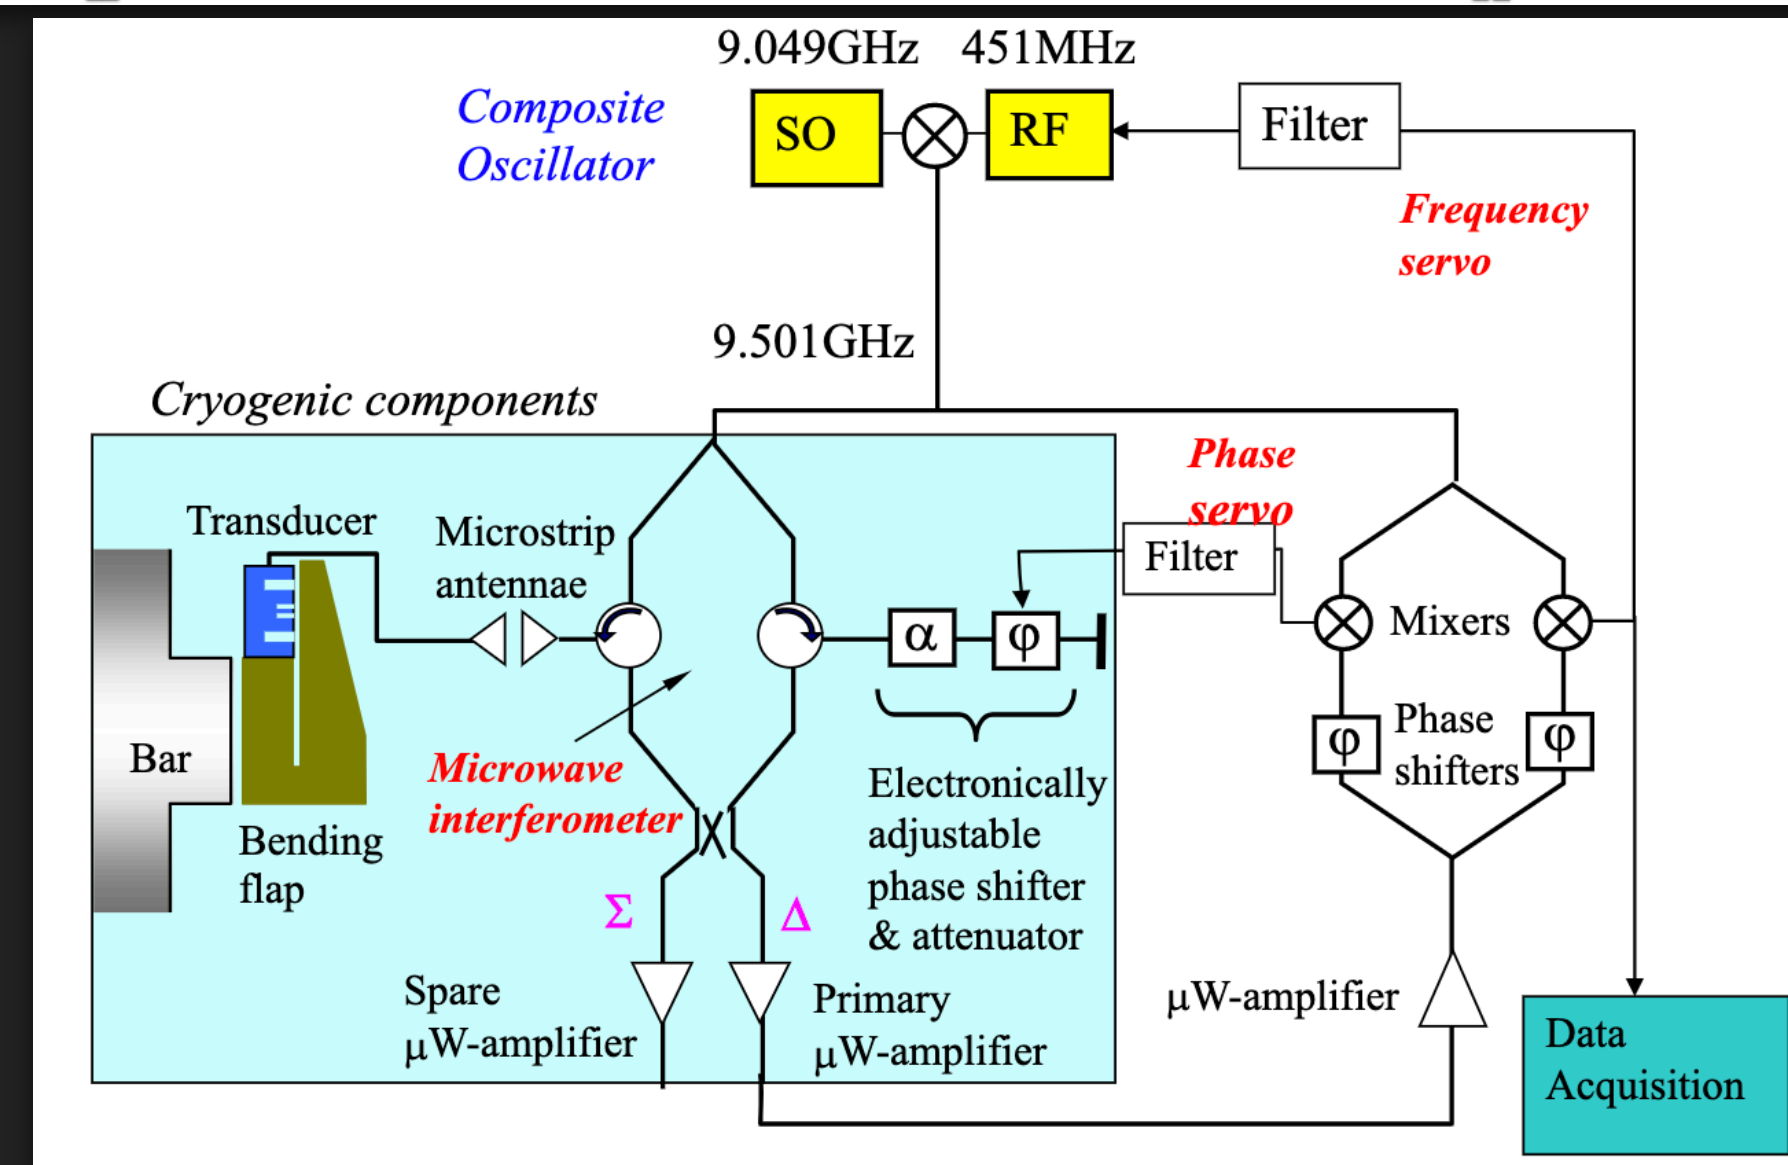 9.049GHz 451MHz
Composite
Oscillator
SO
RF
Filter
Frequency
servo
9.501GHz
Cryogenic components
Phase
servo
Transducer
Microstrip
antennae
Filter
α
φ
Mixers
Bar
Microwave
interferometer
φ
Phase
shifters
φ
Electronically
adjustable
phase shifter
& attenuator
Bending
flap
Σ
Δ
Spare
μW-amplifier
Primary
μW-amplifier
μW-amplifier
Data
Acquisition